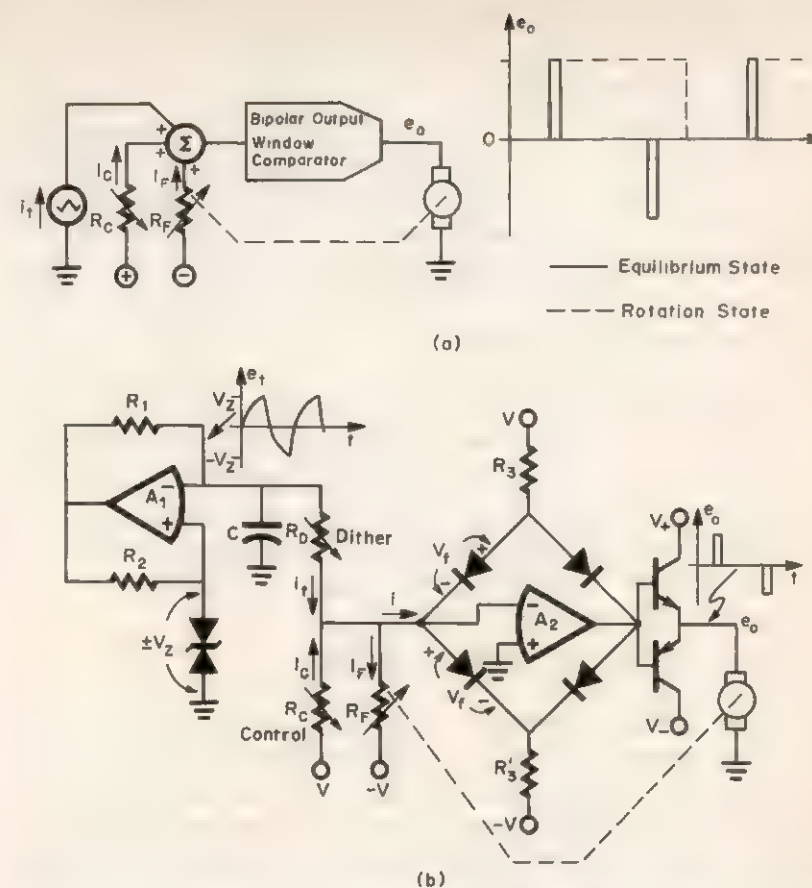 e₀
0
Bipolar Output
Window
Comparator
e₀
Σ
+
+
+
i_t
I_C
R_C
I_F
R_F
+
−
Equilibrium State
Rotation State
(a)
R₁
V_Z
−V_Z
e_t
t
A₁
−
+
R₂
±V_Z
C
R_D
Dither
i_t
i
I_C
I_F
R_C
R_F
Control
V
−V
V
R₃
V_f
+
−
A₂
−
+
+
V_f
−
R'₃
−V
V₊
e₀
t
e₀
V₋
(b)